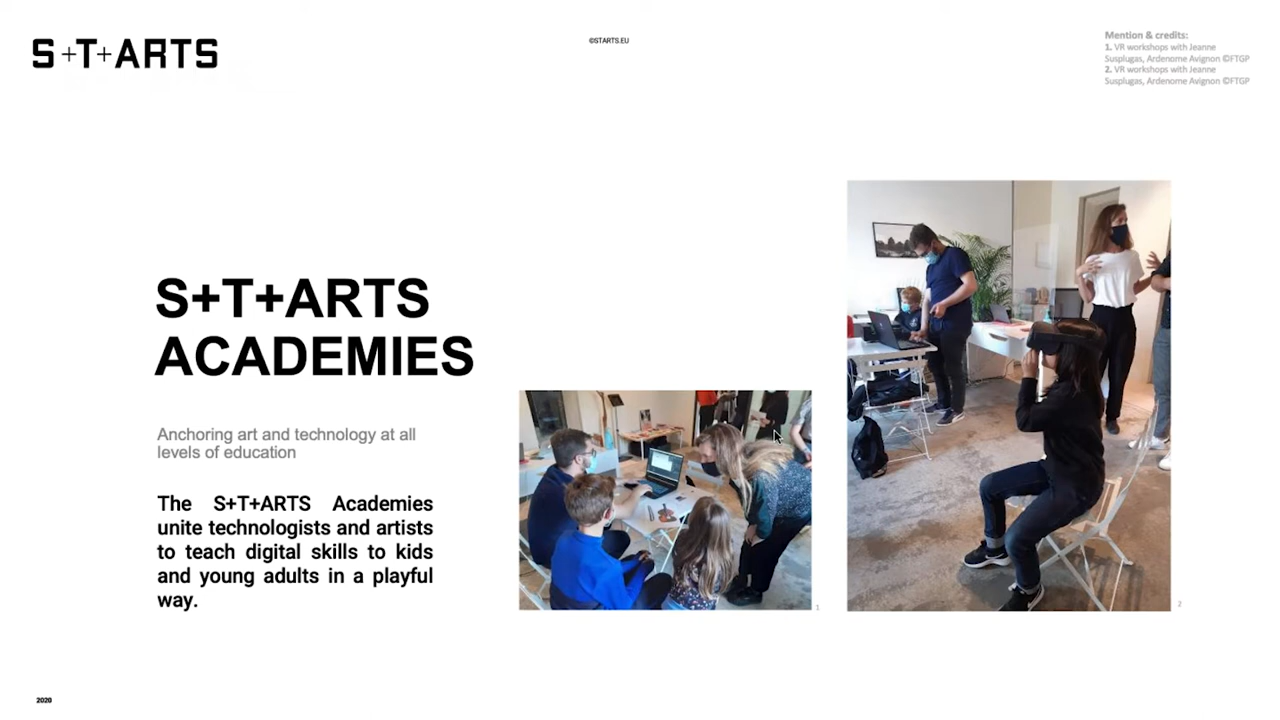 S+T+ARTS
©STARTS.EU
Mention & credits:
1. VR workshops with Jeanne
Susplugas, Ardenome Avignon ©FTGP
2. VR workshops with Jeanne
Susplugas, Ardenome Avignon ©FTGP
S+T+ARTS
ACADEMIES
Anchoring art and technology at all
levels of education
The S+T+ARTS Academies
unite technologists and artists
to teach digital skills to kids
and young adults in a playful
way.
1
2
2020